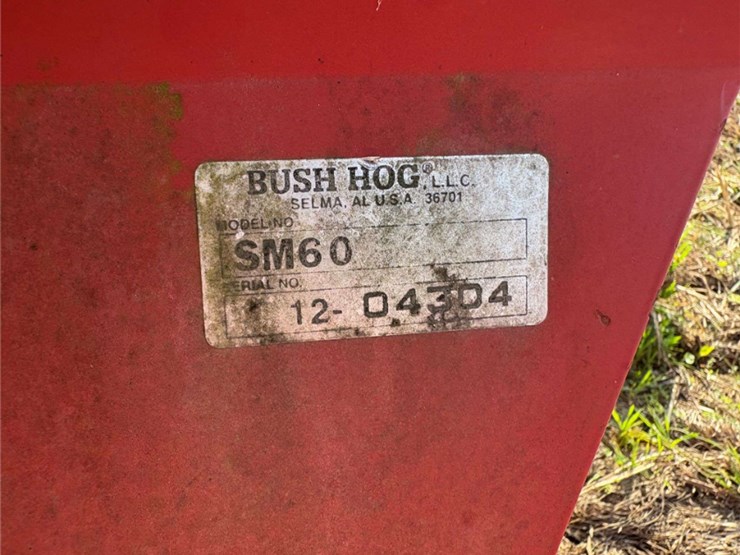 BUSH HOG®, L.L.C.
SELMA, AL U.S.A 36701
MODEL NO.
SM60
SERIAL NO.
12- 04304